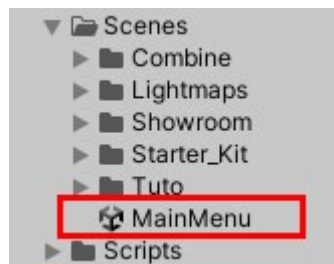 Scenes
Combine
Lightmaps
Showroom
Starter_Kit
Tuto
MainMenu
Scripts